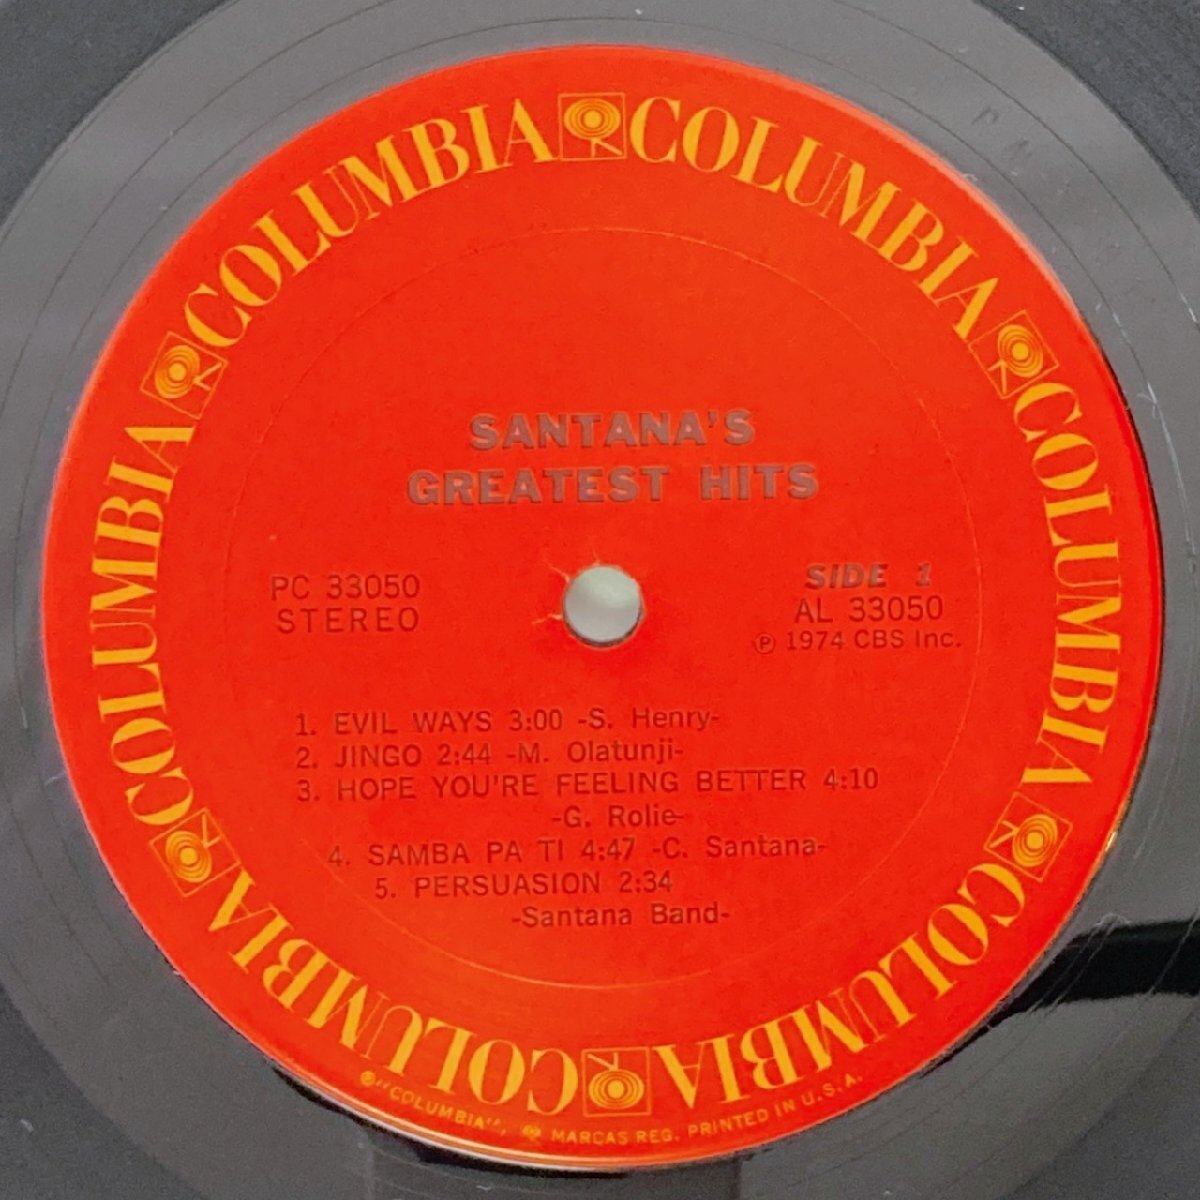 COLUMBIA COLUMBIA COLUMBIA COLUMBIA COLUMBIA COLUMBIA
SANTANA'S
GREATEST HITS
PC 33050
STEREO
SIDE 1
AL 33050
℗ 1974 CBS Inc.
1. EVIL WAYS 3:00 -S. Henry-
2. JINGO 2:44 -M. Olatunji-
3. HOPE YOU'RE FEELING BETTER 4:10
-G. Rolie-
4. SAMBA PA TI 4:47 -C. Santana-
5. PERSUASION 2:34
-Santana Band-
®"COLUMBIA", MARCAS REG. PRINTED IN U.S.A.